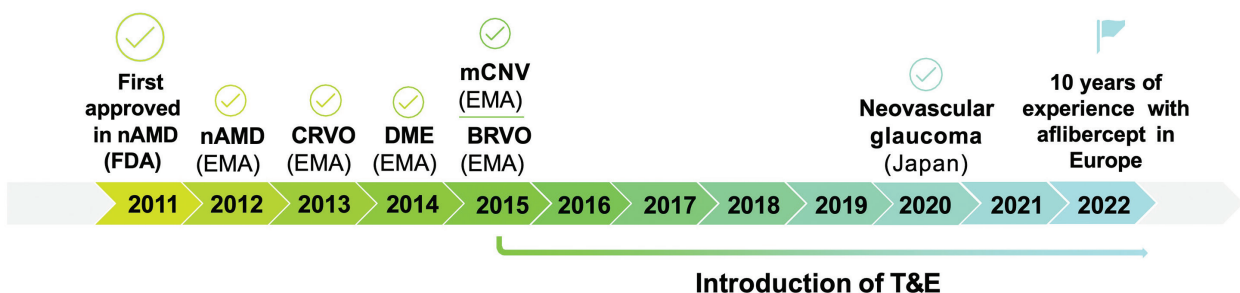 First
approved
in nAMD
(FDA)
nAMD
(EMA)
CRVO
(EMA)
DME
(EMA)
mCNV
(EMA)
BRVO
(EMA)
Neovascular
glaucoma
(Japan)
10 years of
experience with
aflibercept in
Europe
2011 2012 2013 2014 2015 2016 2017 2018 2019 2020 2021 2022
Introduction of T&E